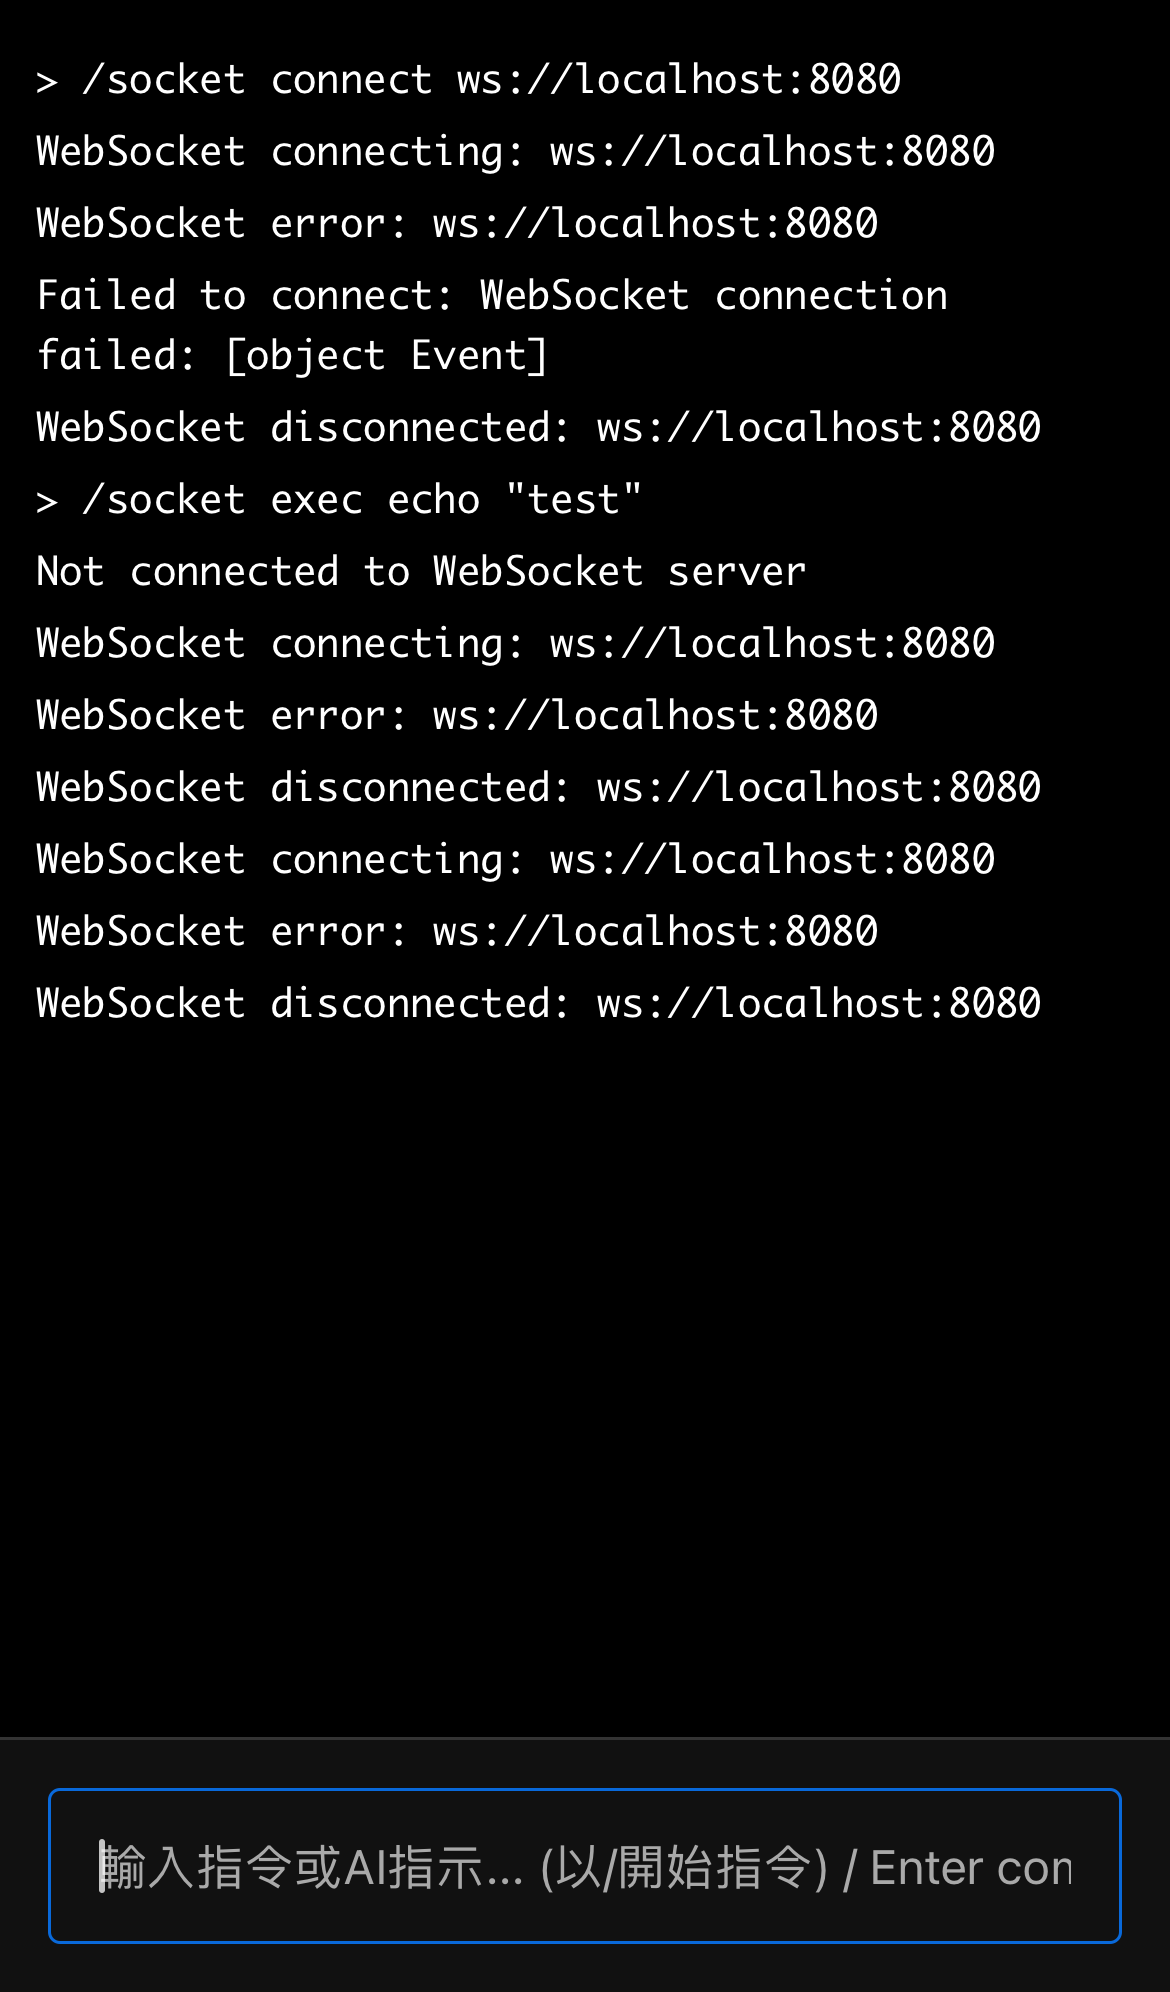 > /socket connect ws://localhost:8080
WebSocket connecting: ws://localhost:8080
WebSocket error: ws://localhost:8080
Failed to connect: WebSocket connection
failed: [object Event]
WebSocket disconnected: ws://localhost:8080
> /socket exec echo "test"
Not connected to WebSocket server
WebSocket connecting: ws://localhost:8080
WebSocket error: ws://localhost:8080
WebSocket disconnected: ws://localhost:8080
WebSocket connecting: ws://localhost:8080
WebSocket error: ws://localhost:8080
WebSocket disconnected: ws://localhost:8080
輸入指令或AI指示... (以/開始指令) / Enter